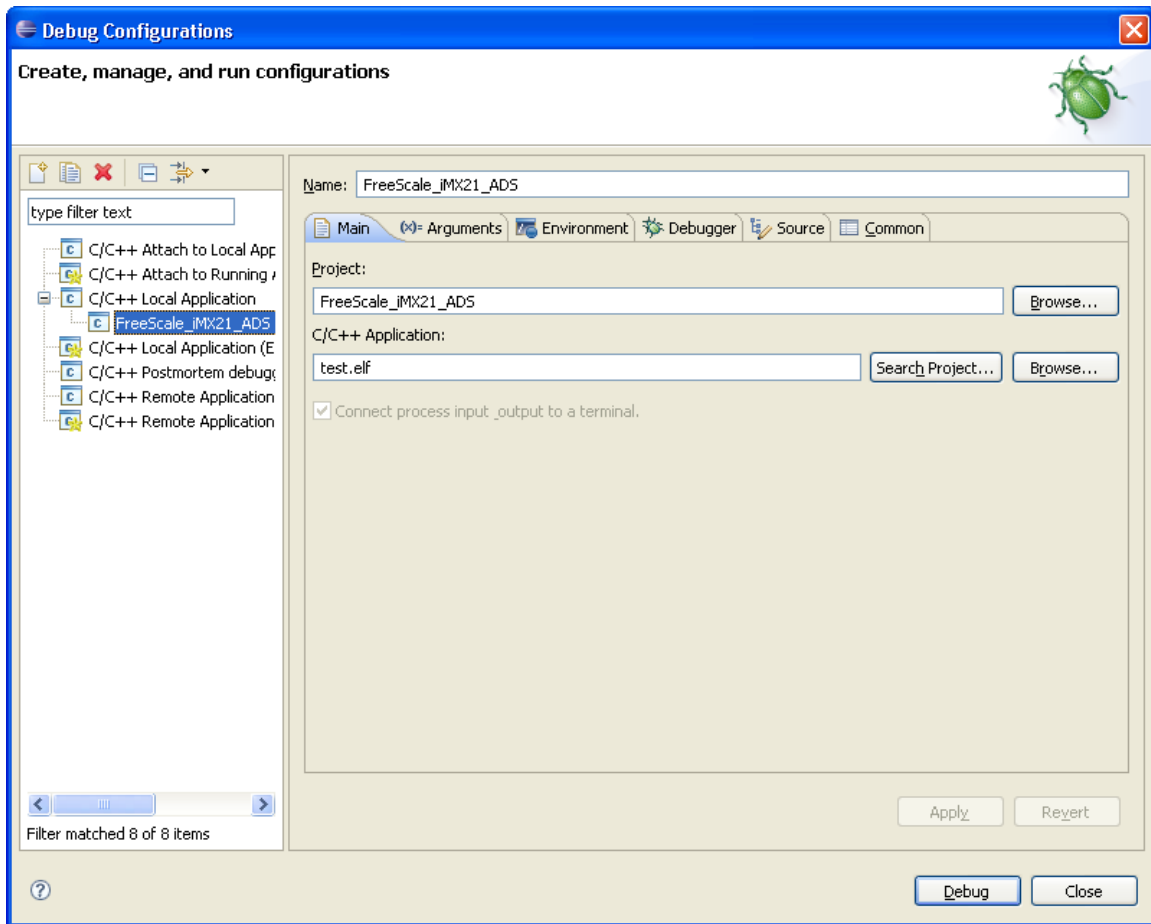 Debug Configurations
Create, manage, and run configurations
type filter text
C/C++ Attach to Local App
C/C++ Attach to Running
C/C++ Local Application
FreeScale_iMX21_ADS
C/C++ Local Application (E
C/C++ Postmortem debugg
C/C++ Remote Application
C/C++ Remote Application
Filter matched 8 of 8 items
Name: FreeScale_iMX21_ADS
Main (x)= Arguments Environment Debugger Source Common
Project:
FreeScale_iMX21_ADS Browse...
C/C++ Application:
test.elf Search Project... Browse...
Connect process input _output to a terminal.
Apply Revert
? Debug Close